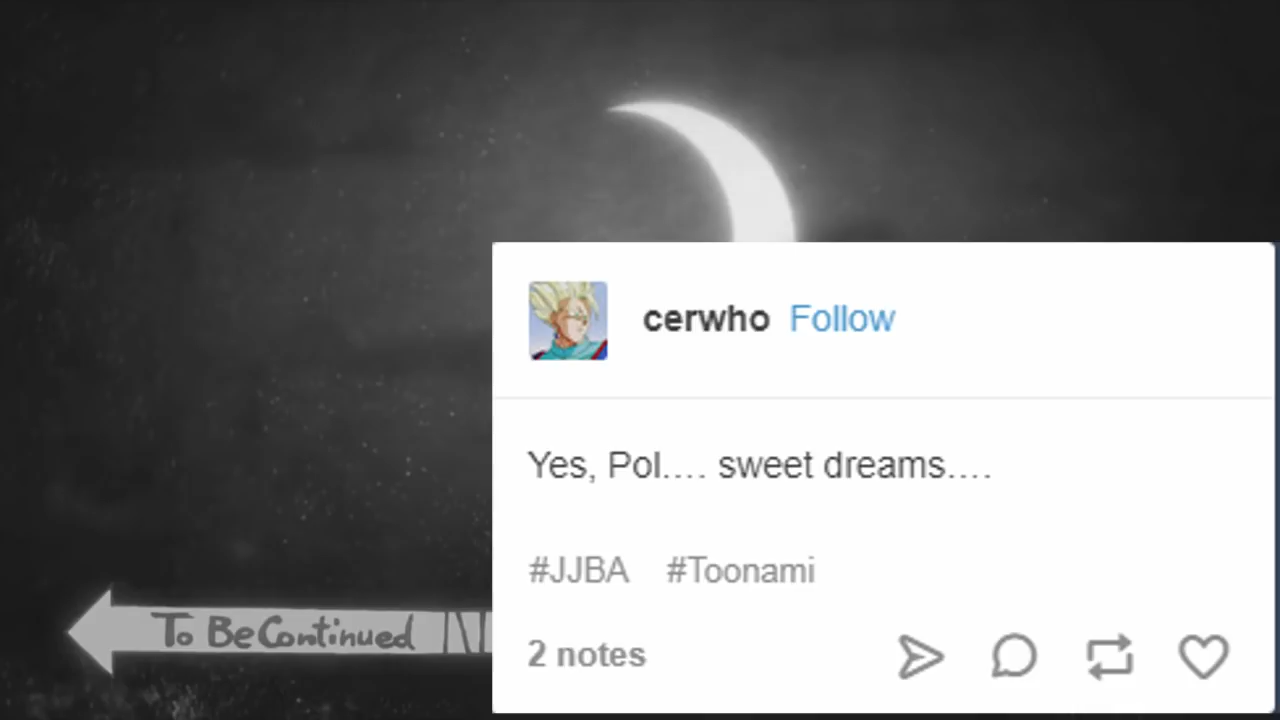 cerwho Follow
Yes, Pol.... sweet dreams....
#JJBA #Toonami
To Be Continued
2 notes